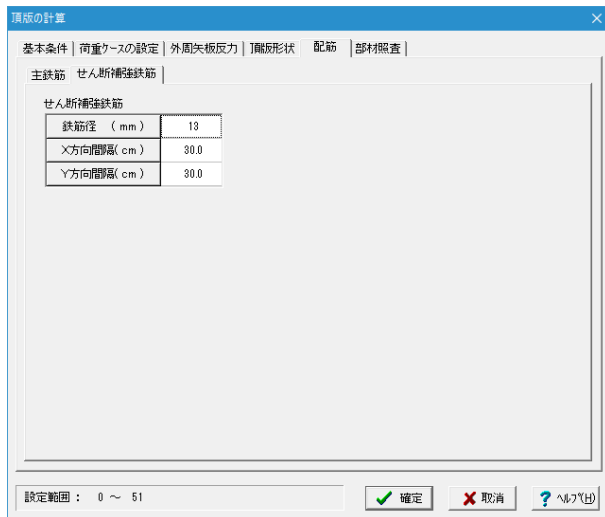 頂版の計算
基本条件 荷重ケースの設定 外周矢板反力 頂版形状 配筋 部材照査
主鉄筋 せん断補強鉄筋
せん断補強鉄筋
鉄筋径 (mm) 13
X方向間隔(cm) 30.0
Y方向間隔(cm) 30.0
設定範囲: 0 ～ 51
確定 取消 ヘルプ(H)